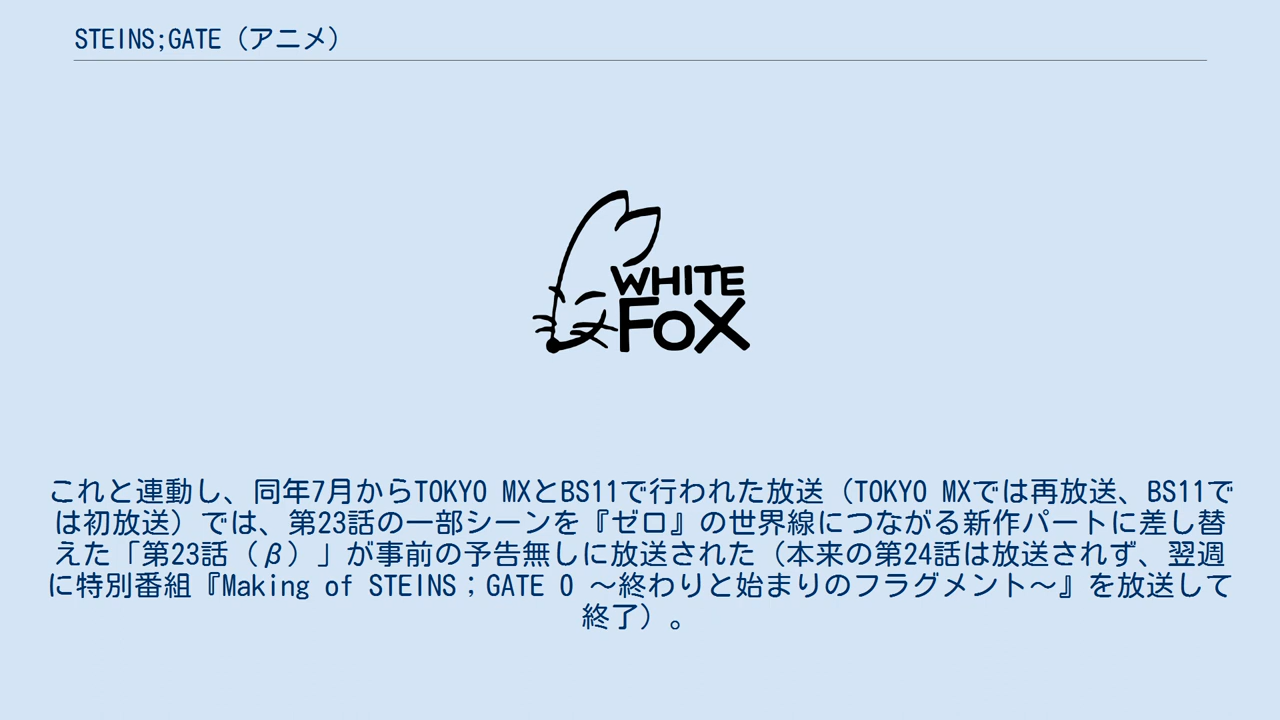 STEINS;GATE（アニメ）
WHITE
FOX
これと連動し、同年7月からTOKYO MXとBS11で行われた放送（TOKYO MXでは再放送、BS11で
は初放送）では、第23話の一部シーンを『ゼロ』の世界線につながる新作パートに差し替
えた「第23話（β）」が事前の予告無しに放送された（本来の第24話は放送されず、翌週
に特別番組『Making of STEINS；GATE 0 〜終わりと始まりのフラグメント〜』を放送して
終了）。